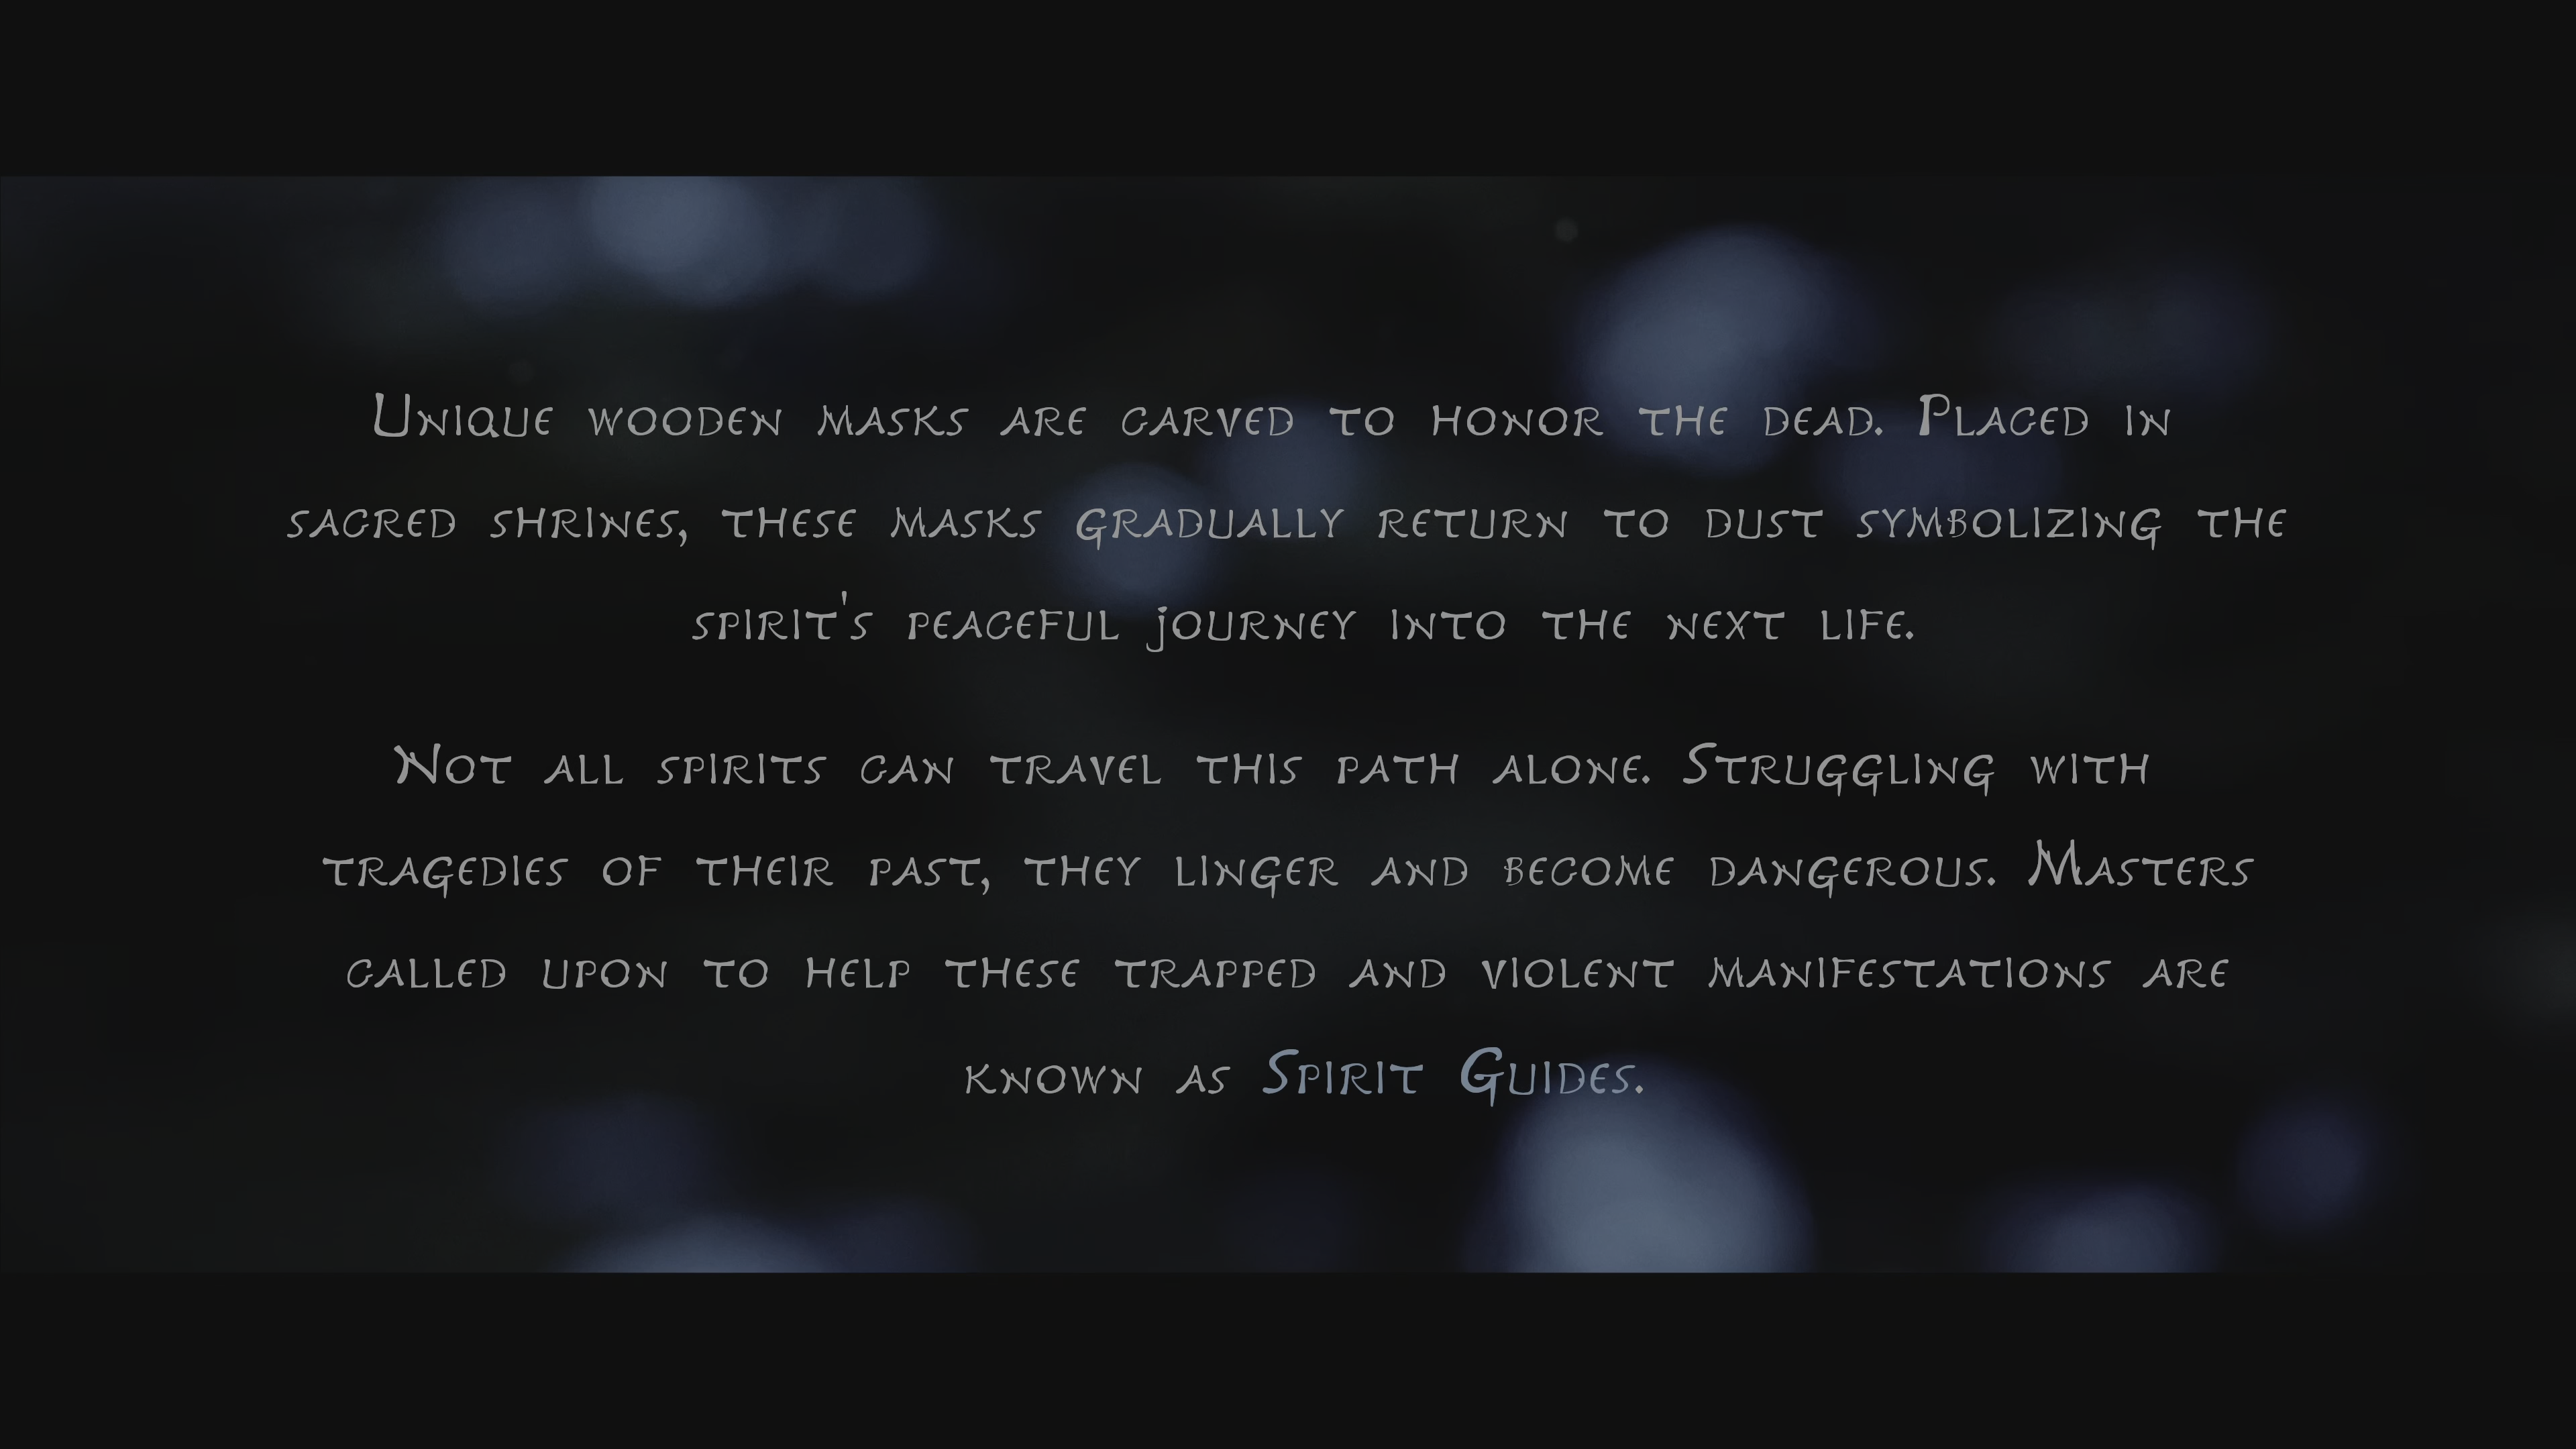 Unique wooden masks are carved to honor the dead. Placed in
sacred shrines, these masks gradually return to dust symbolizing the
spirit's peaceful journey into the next life.
Not all spirits can travel this path alone. Struggling with
tragedies of their past, they linger and become dangerous. Masters
called upon to help these trapped and violent manifestations are
known as Spirit Guides.